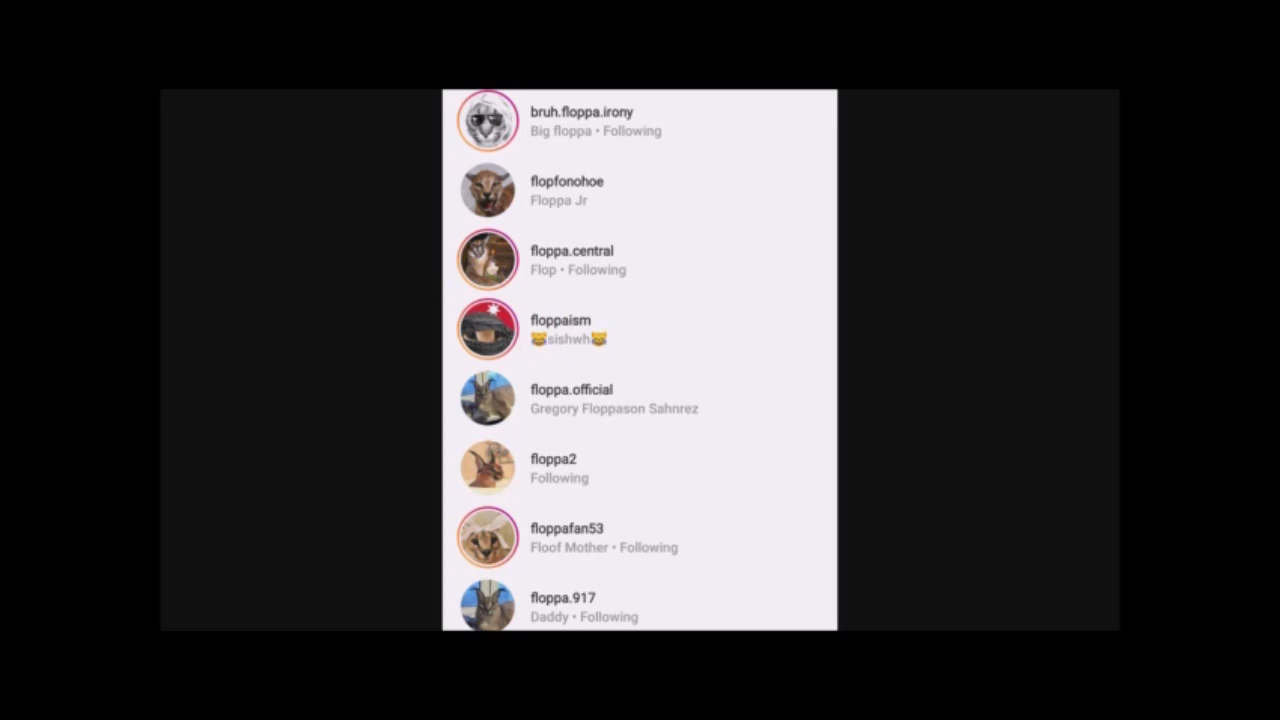 bruh.floppa.irony
Big floppa • Following
flopfonohoe
Floppa Jr
floppa.central
Flop • Following
floppaism
😹sishwh😹
floppa.official
Gregory Floppason Sahnrez
floppa2
Following
floppafan53
Floof Mother • Following
floppa.917
Daddy • Following